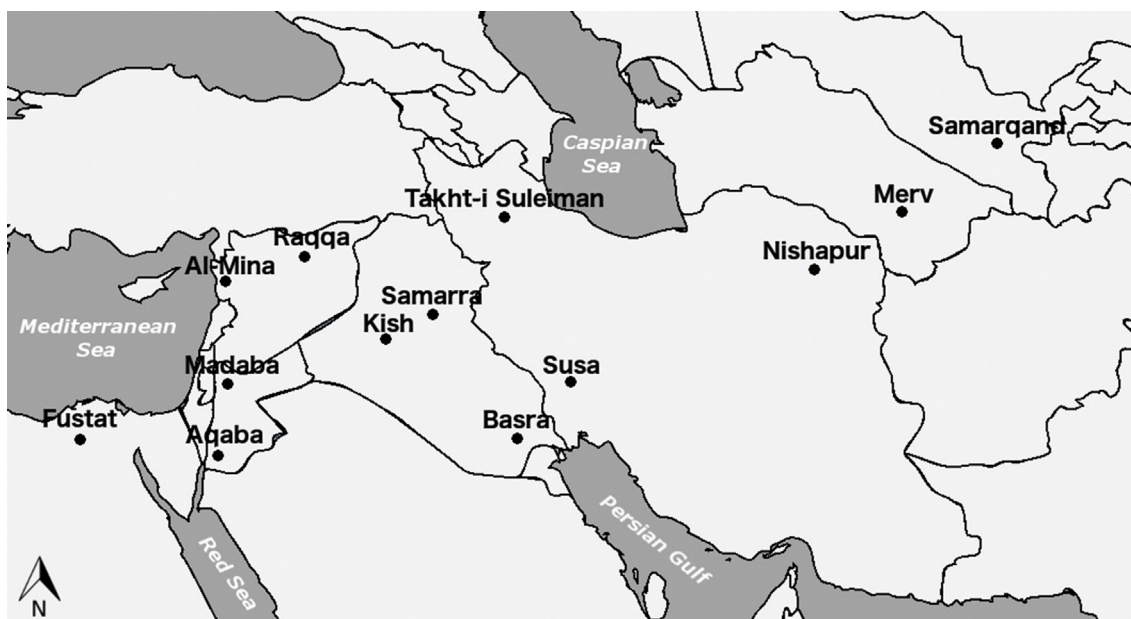 Caspian
Sea
Samarqand
Takht-i Suleiman
Merv
Raqqa
Al-Mina
Nishapur
Samarra
Kish
Mediterranean
Sea
Madaba
Susa
Fustat
Aqaba
Basra
Red Sea
Persian Gulf
N